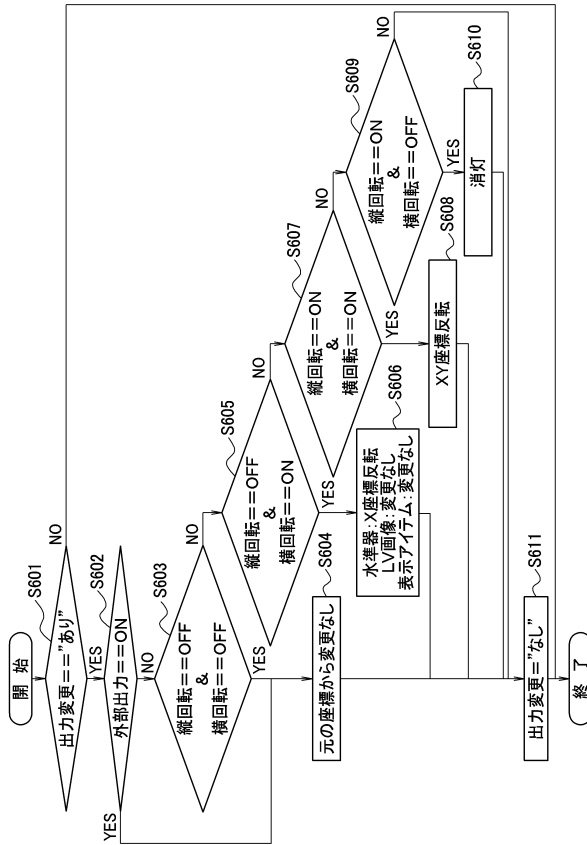 開 始
S601
出力変更==”あり”
NO
YES
S602
外部出力==ON
YES
NO
S603
縦回転==OFF
&
横回転==OFF
NO
YES
S604
元の座標から変更なし
S605
縦回転==OFF
&
横回転==ON
NO
YES
S606
水準器:X座標反転
LV画像:変更なし
表示アイテム:変更なし
S607
縦回転==ON
&
横回転==ON
NO
YES
S608
XY座標反転
S609
縦回転==ON
&
横回転==OFF
NO
YES
S610
消灯
S611
出力変更=”なし”
終 了